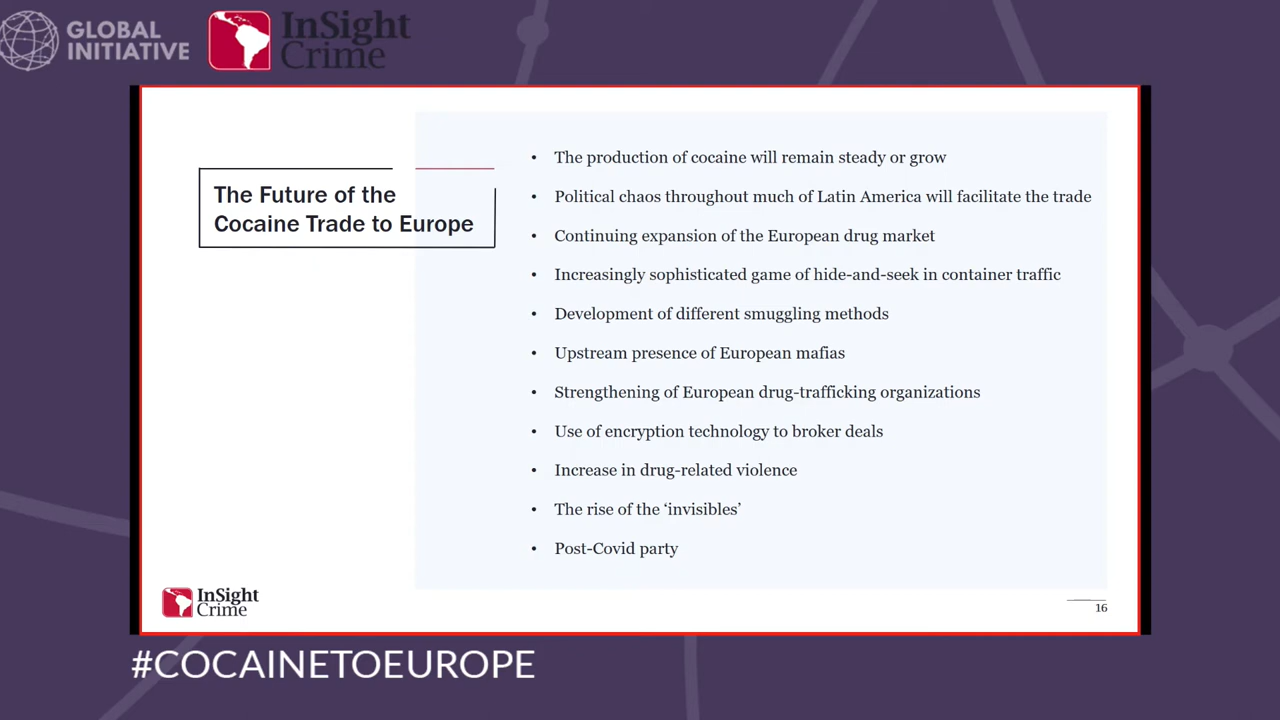 GLOBAL
INITIATIVE
InSight
Crime
The Future of the
Cocaine Trade to Europe
• The production of cocaine will remain steady or grow
• Political chaos throughout much of Latin America will facilitate the trade
• Continuing expansion of the European drug market
• Increasingly sophisticated game of hide-and-seek in container traffic
• Development of different smuggling methods
• Upstream presence of European mafias
• Strengthening of European drug-trafficking organizations
• Use of encryption technology to broker deals
• Increase in drug-related violence
• The rise of the ‘invisibles’
• Post-Covid party
InSight
Crime
16
#COCAINETOEUROPE